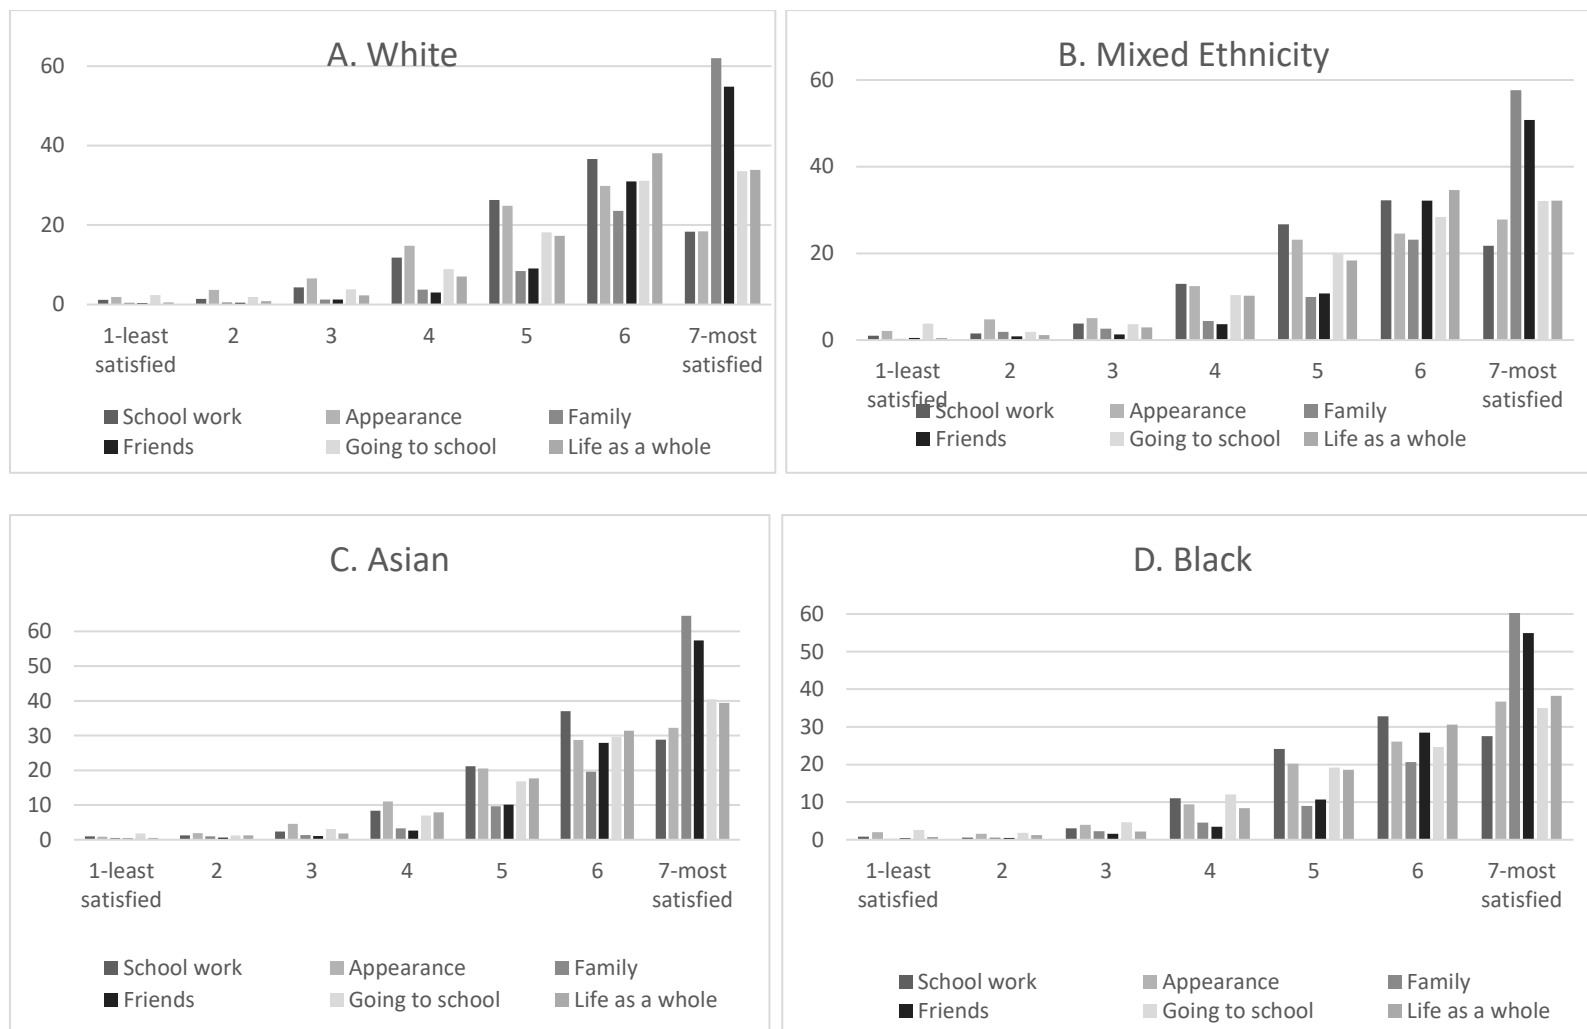 A. White
60
40
20
0
1-least satisfied 2 3 4 5 6 7-most satisfied
School work Appearance Family
Friends Going to school Life as a whole
B. Mixed Ethnicity
60
40
20
0
1-least satisfied 2 3 4 5 6 7-most satisfied
School work Appearance Family
Friends Going to school Life as a whole
C. Asian
60
50
40
30
20
10
0
1-least satisfied 2 3 4 5 6 7-most satisfied
School work Appearance Family
Friends Going to school Life as a whole
D. Black
60
50
40
30
20
10
0
1-least satisfied 2 3 4 5 6 7-most satisfied
School work Appearance Family
Friends Going to school Life as a whole